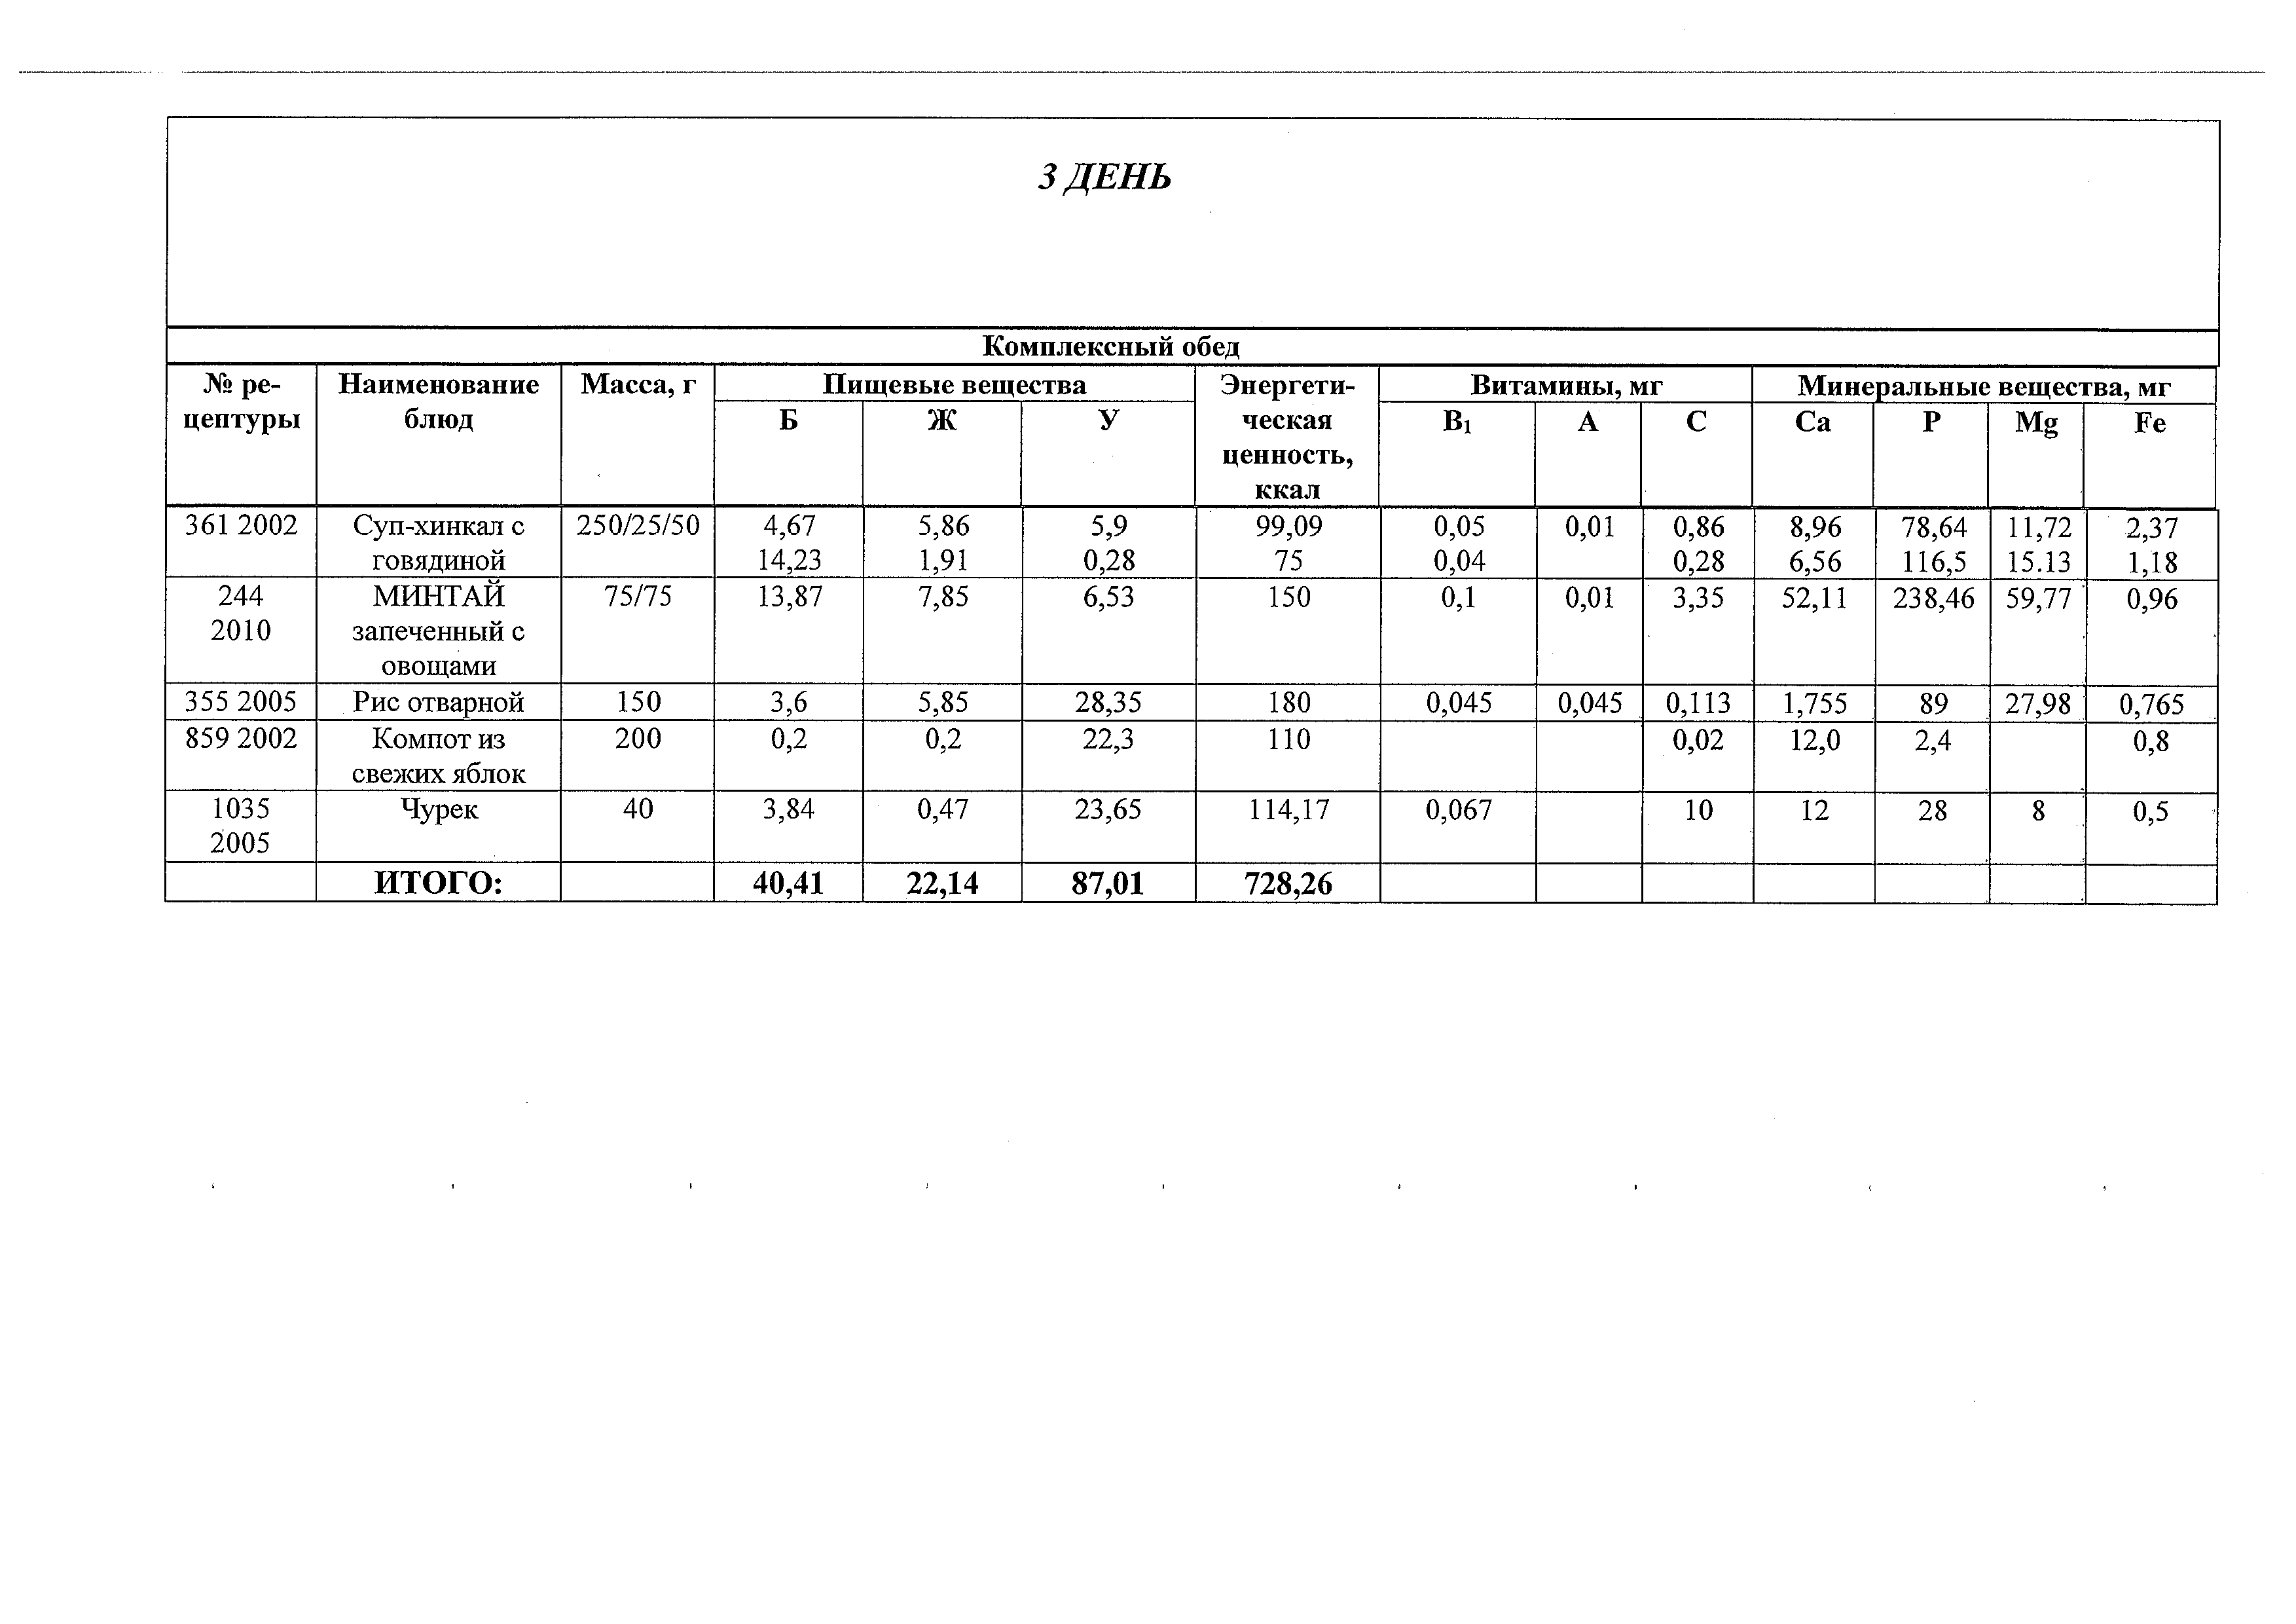 3 ДЕНЬ
Комплексный обед
№ ре-
цептуры
Наименование
блюд
Масса, г
Пищевые вещества
Б Ж У
Энергети-
ческая
ценность,
ккал
Витамины, мг
B1 A C
Минеральные вещества, мг
Ca P Mg Fe
361 2002 Суп-хинкал с 250/25/50 4,67 5,86 5,9 99,09 0,05 0,01 0,86 8,96 78,64 11,72 2,37
говядиной 14,23 1,91 0,28 75 0,04 0,28 6,56 116,5 15.13 1,18
244 МИНТАЙ 75/75 13,87 7,85 6,53 150 0,1 0,01 3,35 52,11 238,46 59,77 0,96
2010 запеченный с
овощами
355 2005 Рис отварной 150 3,6 5,85 28,35 180 0,045 0,045 0,113 1,755 89 27,98 0,765
859 2002 Компот из 200 0,2 0,2 22,3 110 0,02 12,0 2,4 0,8
свежих яблок
1035 Чурек 40 3,84 0,47 23,65 114,17 0,067 10 12 28 8 0,5
2005
ИТОГО: 40,41 22,14 87,01 728,26